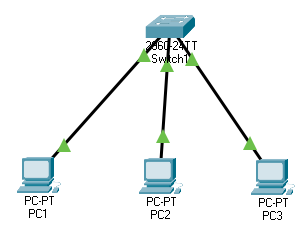 2960-24TT
Switch1
PC-PT
PC1
PC-PT
PC2
PC-PT
PC3